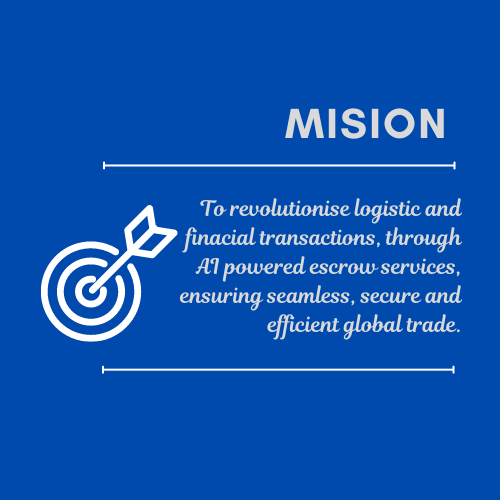 MISION
To revolutionise logistic and
finacial transactions, through
AI powered escrow services,
ensuring seamless, secure and
efficient global trade.